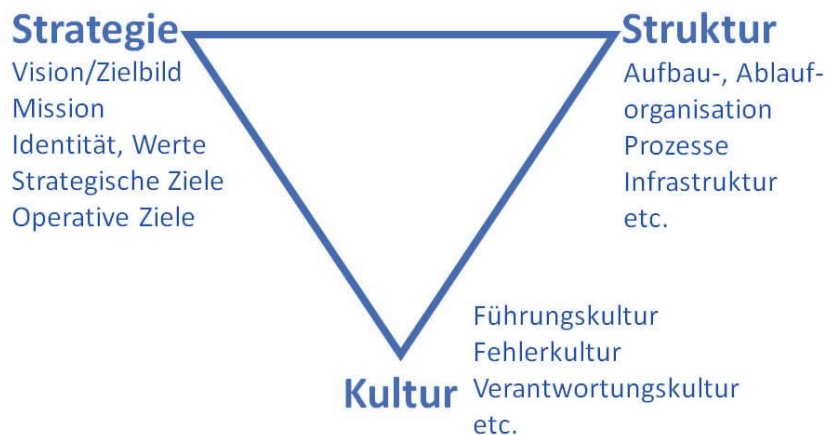 Strategie
Vision/Zielbild
Mission
Identität, Werte
Strategische Ziele
Operative Ziele
Struktur
Aufbau-, Ablauf-
organisation
Prozesse
Infrastruktur
etc.
Kultur
Führungskultur
Fehlerkultur
Verantwortungskultur
etc.